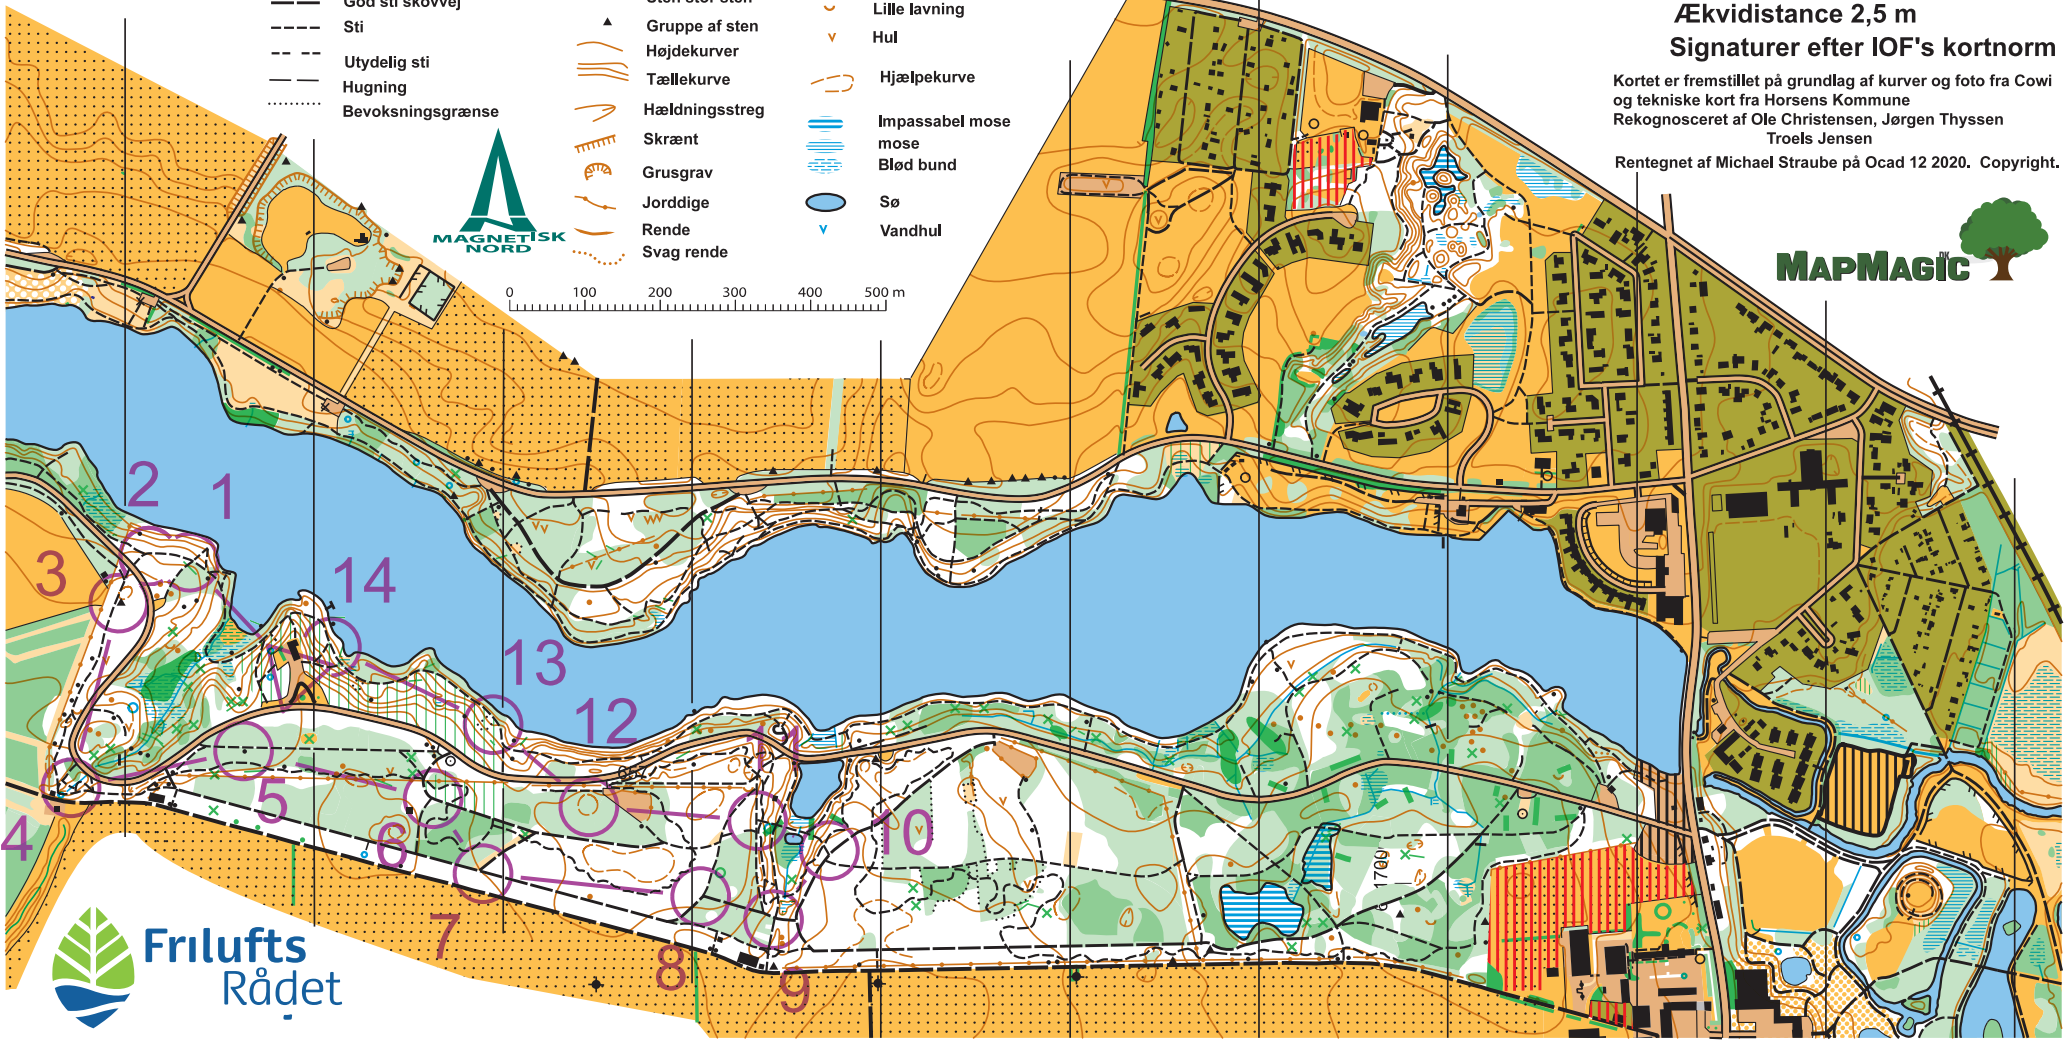 God sti skovvej
Sti
Utydelig sti
Hugning
Bevoksningsgrænse
Sten stor sten
Gruppe af sten
Højdekurver
Tællekurve
Hældningsstreg
Skrænt
Grusgrav
Jorddige
Rende
Svag rende
Lille lavning
Hul
Hjælpekurve
Impassabel mose
mose
Blød bund
Sø
Vandhul
MAGNETISK
NORD
0 100 200 300 400 500 m
Ækvidistance 2,5 m
Signaturer efter IOF's kortnorm
Kortet er fremstillet på grundlag af kurver og foto fra Cowi
og tekniske kort fra Horsens Kommune
Rekognosceret af Ole Christensen, Jørgen Thyssen
Troels Jensen
Rentegnet af Michael Straube på Ocad 12 2020. Copyright.
MAPMAGIC DK
2
1
3
14
13
12
11
10
4
5
6
7
8
9
1700
Frilufts
Rådet